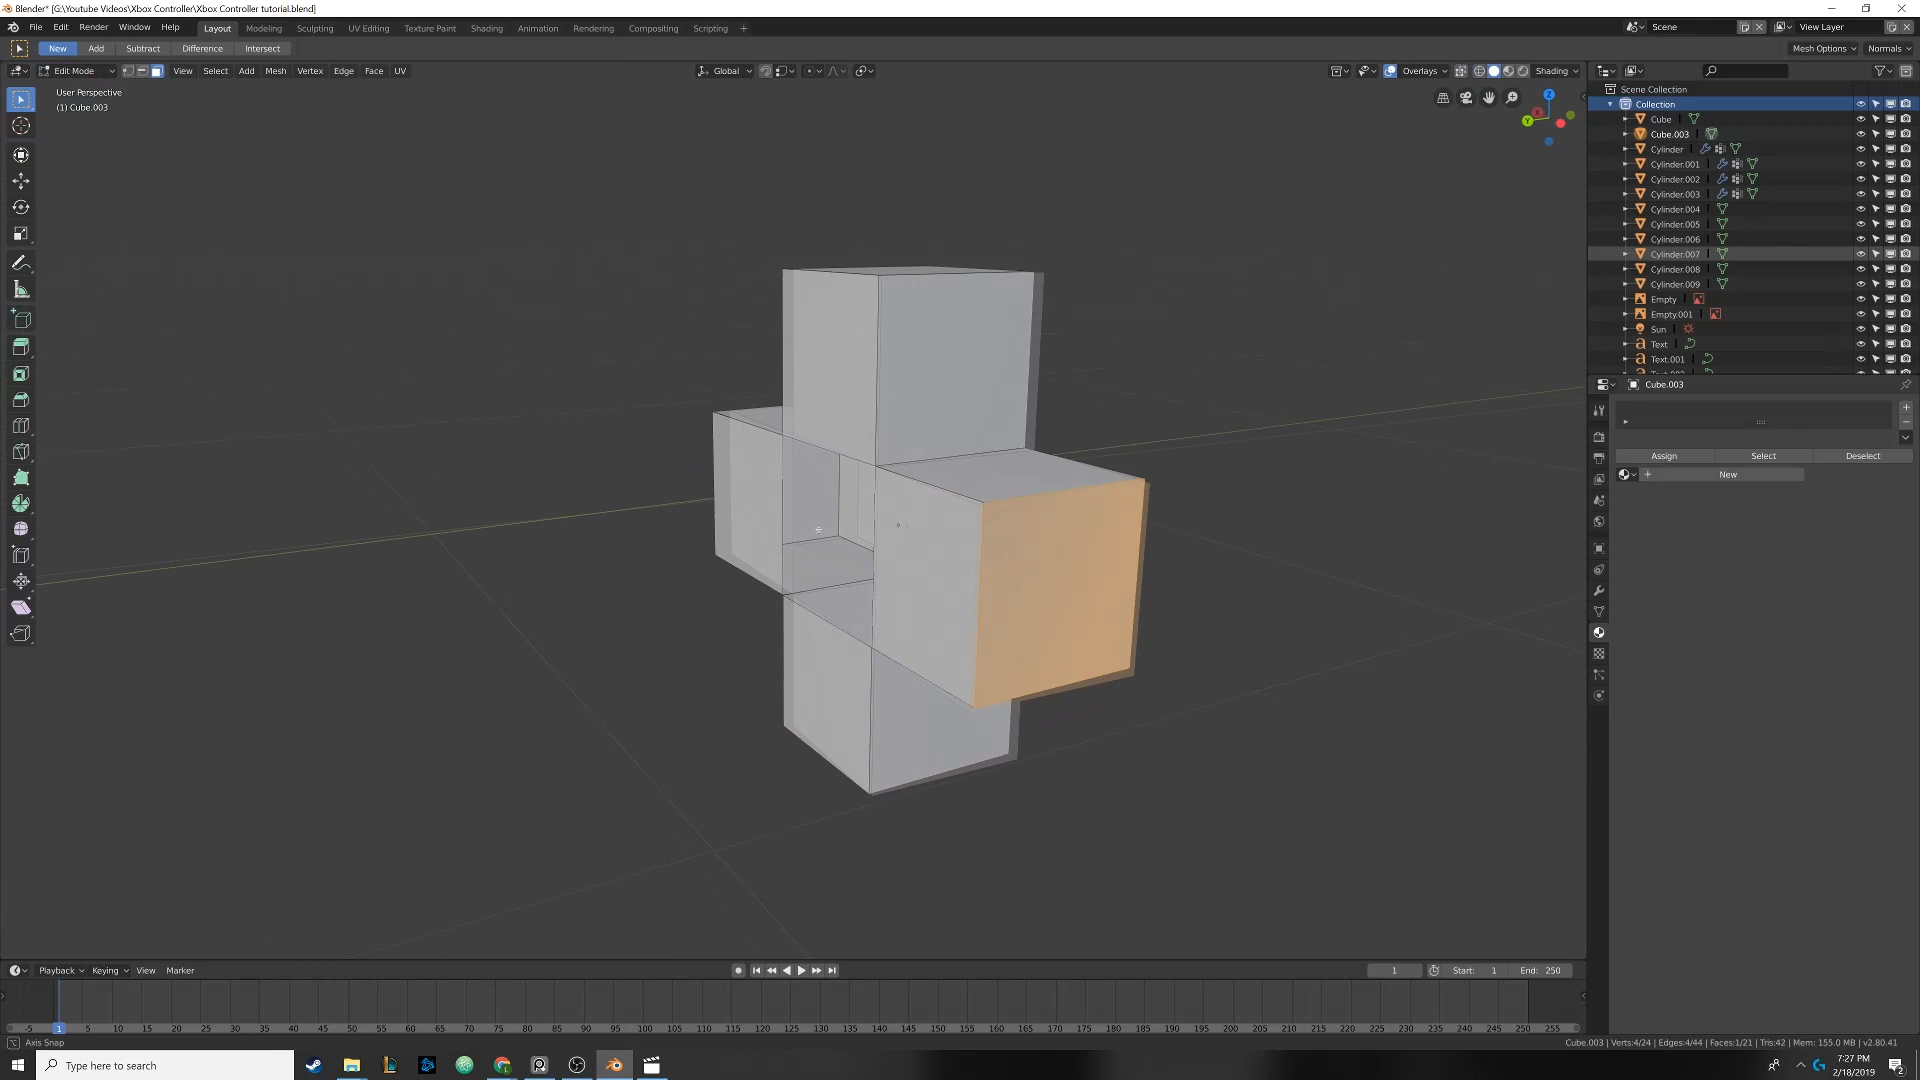 Blender* [G:\Youtube Videos\Xbox Controller\Xbox Controller tutorial.blend]
File Edit Render Window Help Layout Modeling Sculpting UV Editing Texture Paint Shading Animation Rendering Compositing Scripting + Scene View Layer
New Add Subtract Difference Intersect Mesh Options Normals
Edit Mode View Select Add Mesh Vertex Edge Face UV Global Overlays Shading
User Perspective
(1) Cube.003
Z
Y
Scene Collection
Collection
Cube
Cube.003
Cylinder
Cylinder.001
Cylinder.002
Cylinder.003
Cylinder.004
Cylinder.005
Cylinder.006
Cylinder.007
Cylinder.008
Cylinder.009
Empty
Empty.001
Sun
Text
Text.001
Cube.003
Assign Select Deselect
New
Playback Keying View Marker 1 Start: 1 End: 250
-5 1 5 10 15 20 25 30 35 40 45 50 55 60 65 70 75 80 85 90 95 100 105 110 115 120 125 130 135 140 145 150 155 160 165 170 175 180 185 190 195 200 205 210 215 220 225 230 235 240 245 250 255
Axis Snap
Cube.003 | Verts:4/24 | Edges:4/44 | Faces:1/21 | Tris:42 | Mem: 155.0 MB | v2.80.41
Type here to search
7:27 PM
2/18/2019
2